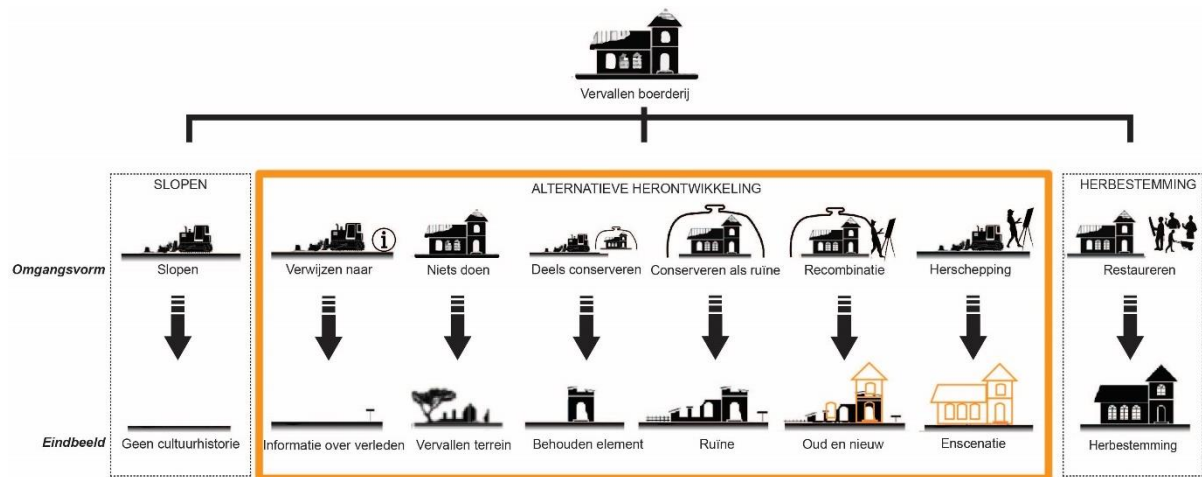 Vervallen boerderij
SLOPEN
ALTERNATIEVE HERONTWIKKELING
HERBESTEMMING
Omgangsvorm
Slopen
Verwijzen naar
Niets doen
Deels conserveren
Conserveren als ruïne
Recombinatie
Herschepping
Restaureren
Eindbeeld
Geen cultuurhistorie
Informatie over verleden
Vervallen terrein
Behouden element
Ruïne
Oud en nieuw
Enscenatie
Herbestemming